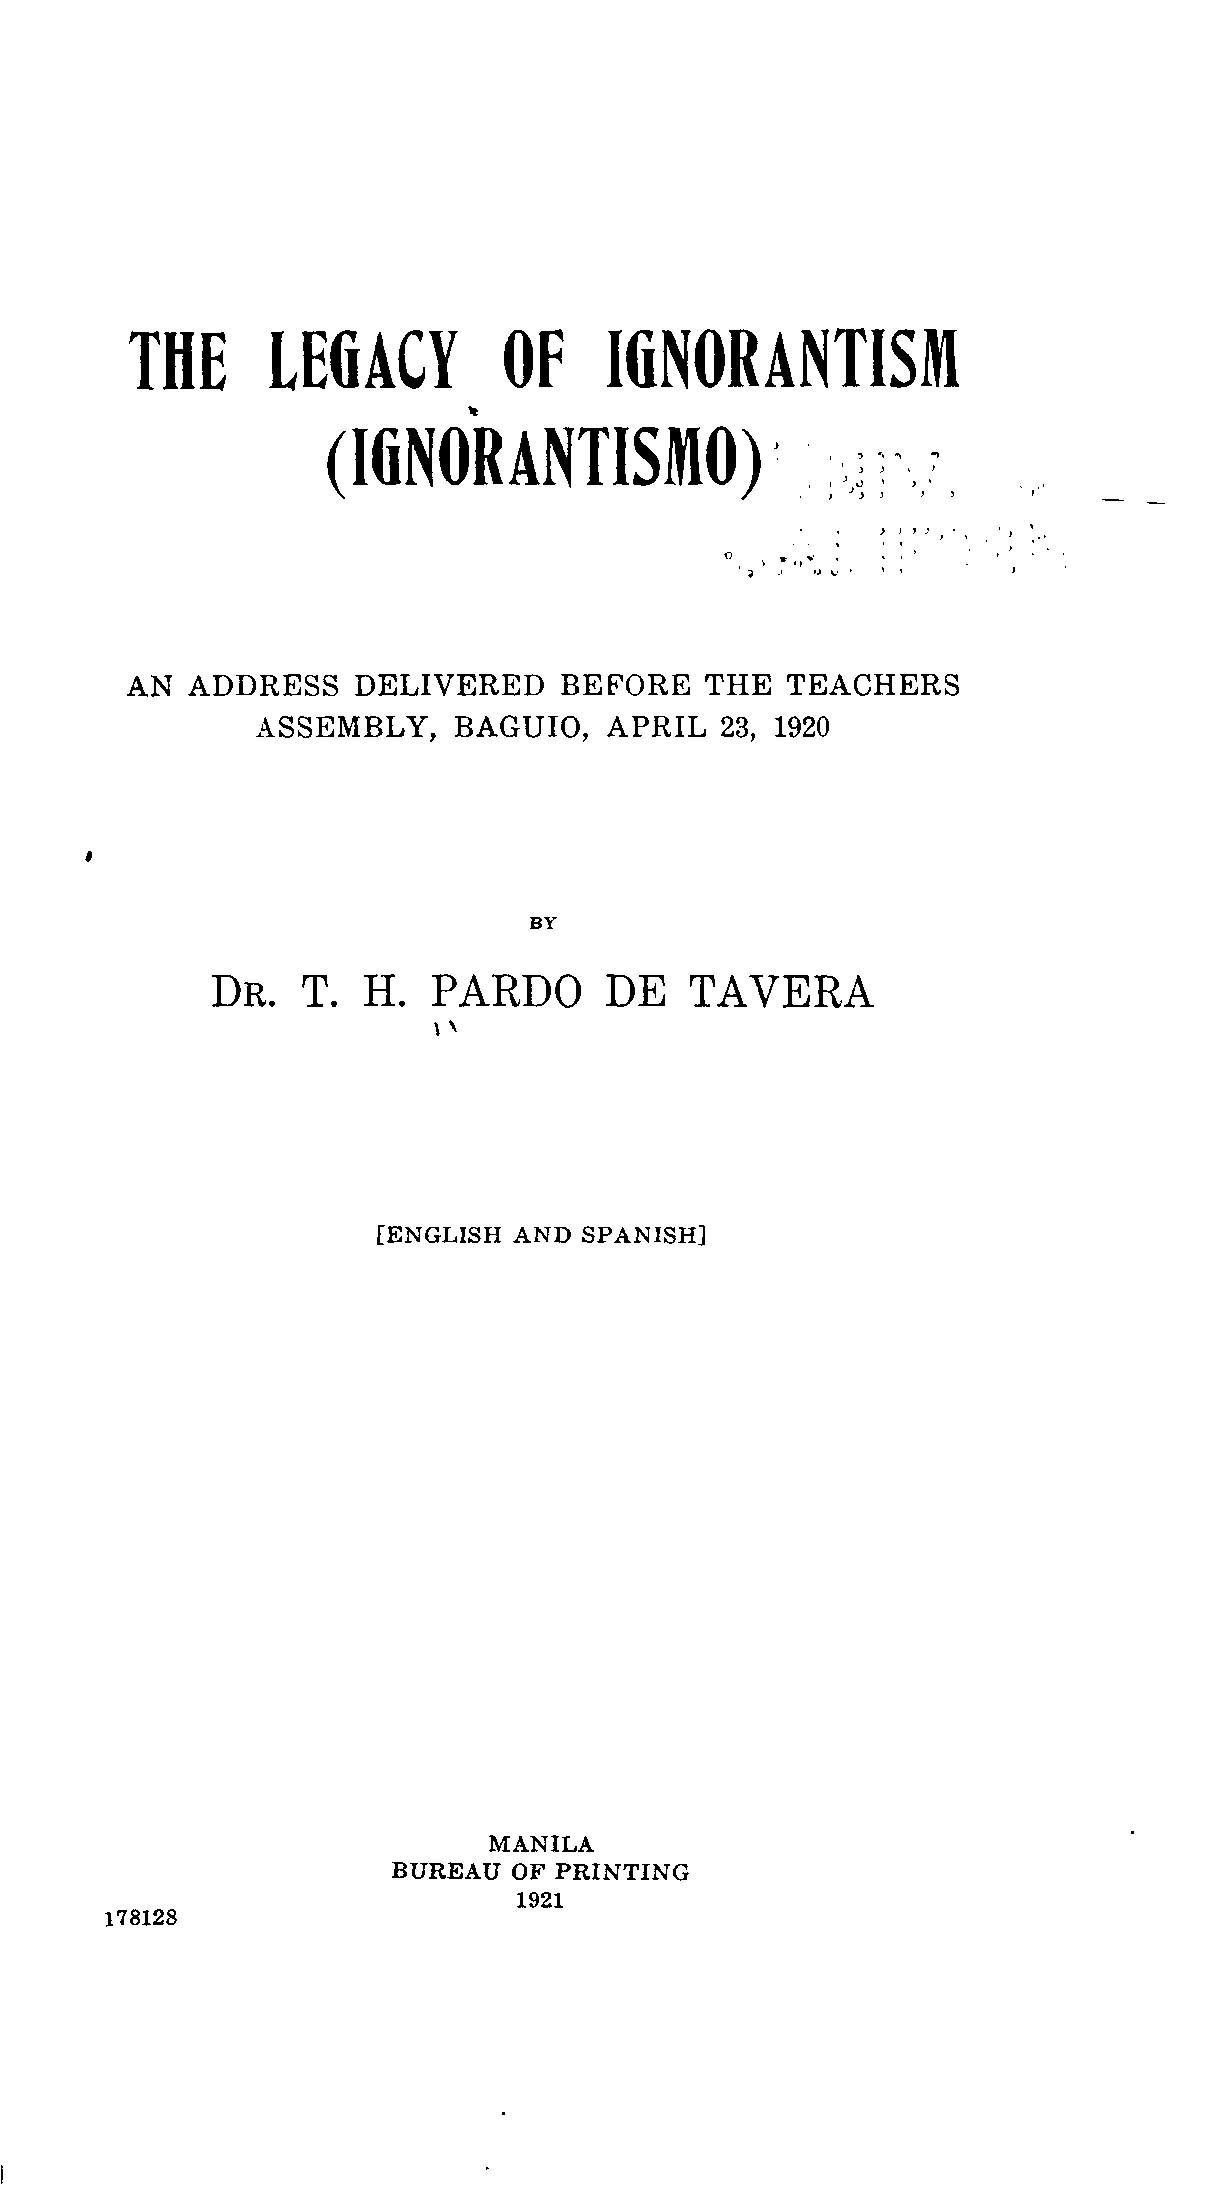 THE LEGACY OF IGNORANTISM
(IGNORANTISMO)
AN ADDRESS DELIVERED BEFORE THE TEACHERS
ASSEMBLY, BAGUIO, APRIL 23, 1920
BY
DR. T. H. PARDO DE TAVERA
[ENGLISH AND SPANISH]
MANILA
BUREAU OF PRINTING
1921
178128